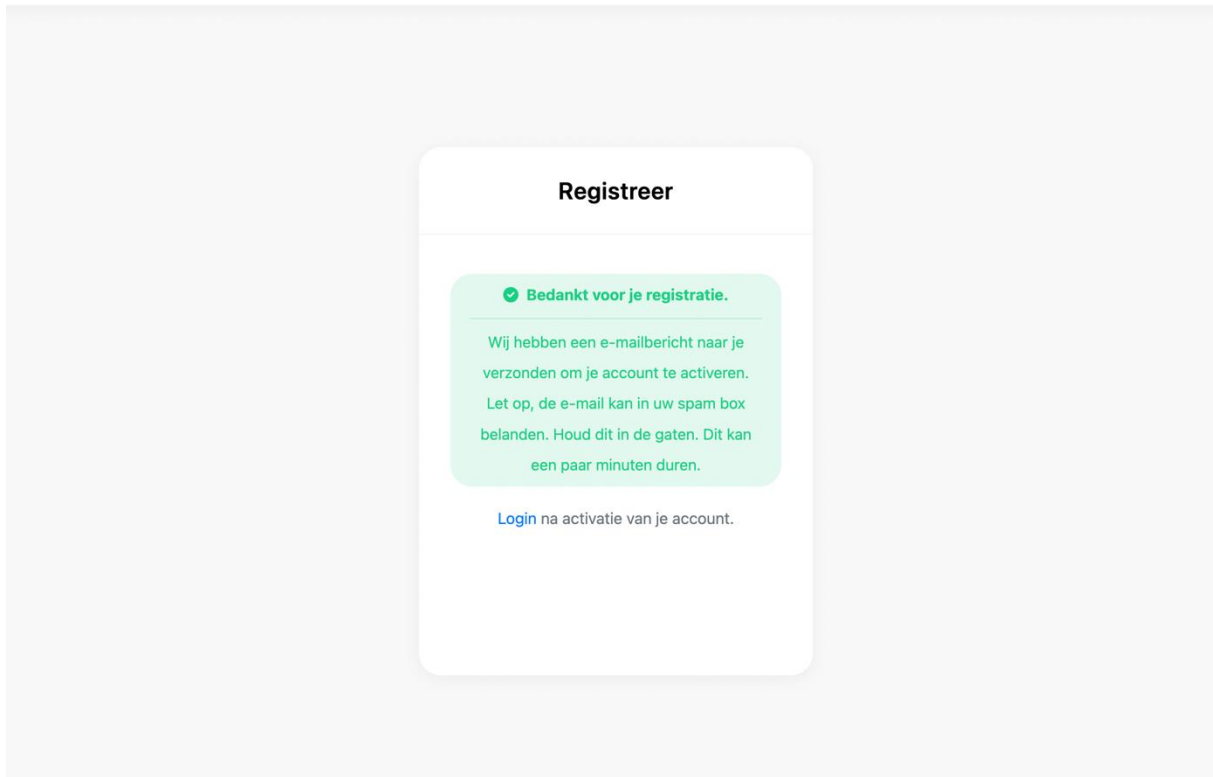 Registreer
Bedankt voor je registratie.
Wij hebben een e-mailbericht naar je
verzonden om je account te activeren.
Let op, de e-mail kan in uw spam box
belanden. Houd dit in de gaten. Dit kan
een paar minuten duren.
Login na activatie van je account.